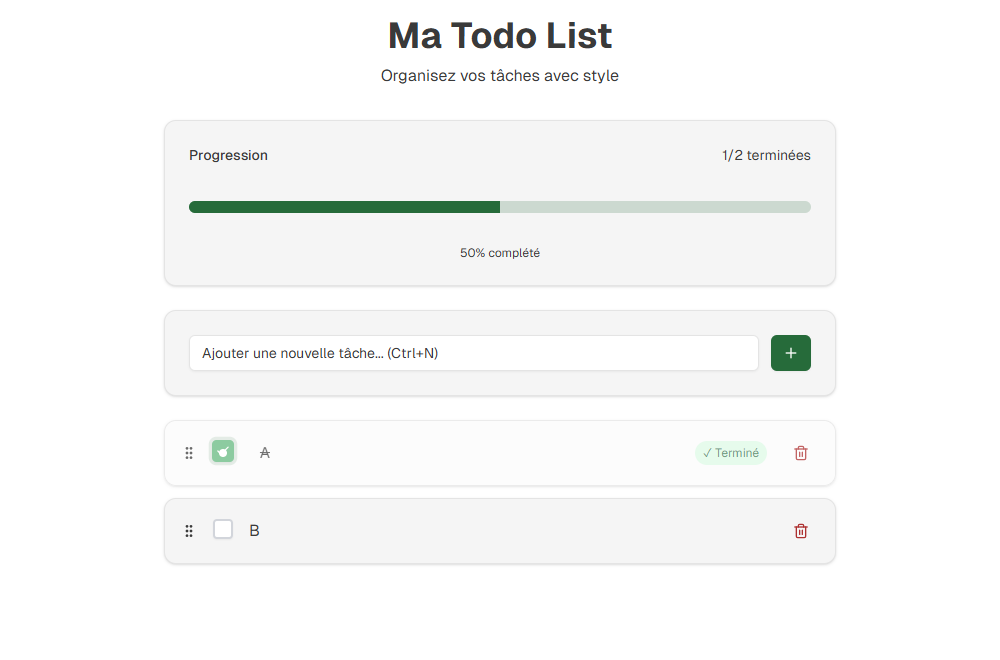 Ma Todo List
Organisez vos tâches avec style
Progression 1/2 terminées
50% complété
Ajouter une nouvelle tâche... (Ctrl+N) +
A ✓ Terminé
B